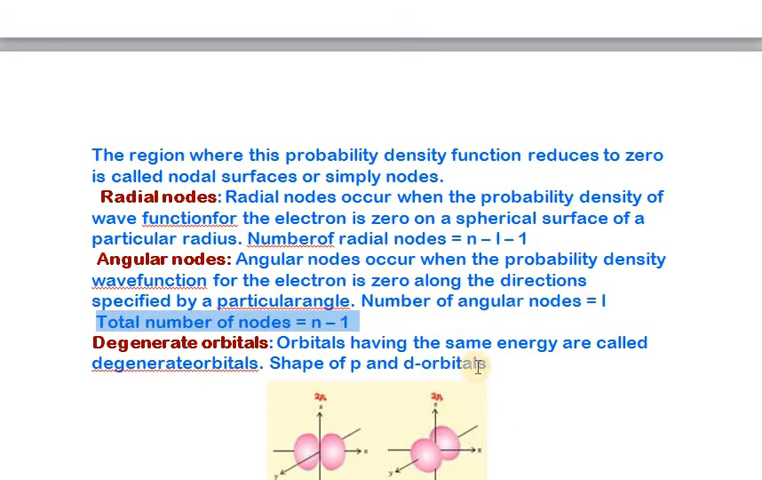 The region where this probability density function reduces to zero
is called nodal surfaces or simply nodes.
Radial nodes: Radial nodes occur when the probability density of
wave functionfor the electron is zero on a spherical surface of a
particular radius. Numberof radial nodes = n – l – 1
Angular nodes: Angular nodes occur when the probability density
wavefunction for the electron is zero along the directions
specified by a particularangle. Number of angular nodes = l
Total number of nodes = n – 1
Degenerate orbitals: Orbitals having the same energy are called
degenerateorbitals. Shape of p and d-orbitals